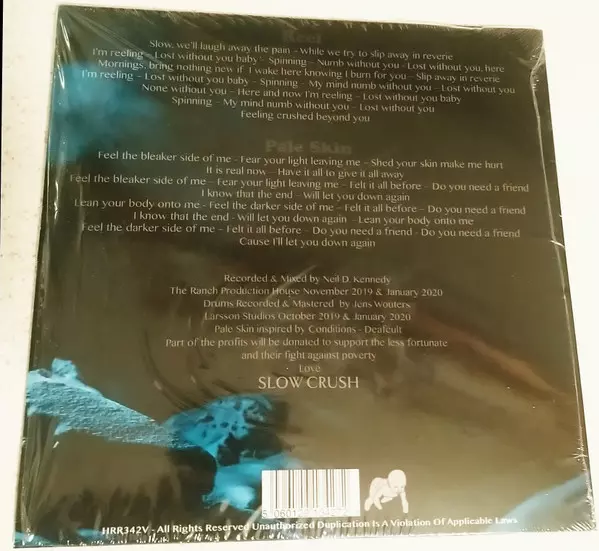 Reel
Slow, we'll laugh away the pain - While we try to slip away in reverie
I'm reeling – Lost without you baby - Spinning – Numb without you - Lost without you, here
Mornings, bring nothing new if I wake here knowing I burn for you – Slip away in reverie
I'm reeling – Lost without you baby - Spinning – My mind numb without you – Lost without you
None without you – Here and now I'm reeling – Lost without you baby
Spinning – My mind numb without you – Lost without you
Feeling crushed beyond you
Pale Skin
Feel the bleaker side of me - Fear your light leaving me – Shed your skin make me hurt
It is real now – Have it all to give it all away
Feel the bleaker side of me – Fear your light leaving me – Felt it all before – Do you need a friend
I know that the end - Will let you down again
Lean your body onto me - Feel the darker side of me – Felt it all before – Do you need a friend
I know that the end - Will let you down again - Lean your body onto me
Feel the darker side of me – Felt it all before – Do you need a friend - Do you need a friend
Cause I'll let you down again
Recorded & Mixed by Neil D. Kennedy
The Ranch Production House November 2019 & January 2020
Drums Recorded & Mastered by Jens Wouters
Larsson Studios October 2019 & January 2020
Pale Skin inspired by Conditions - Deafcult
Part of the profits will be donated to support the less fortunate
and their fight against poverty
Love
SLOW CRUSH
HRR342V - All Rights Reserved Unauthorized Duplication Is A Violation Of Applicable Laws